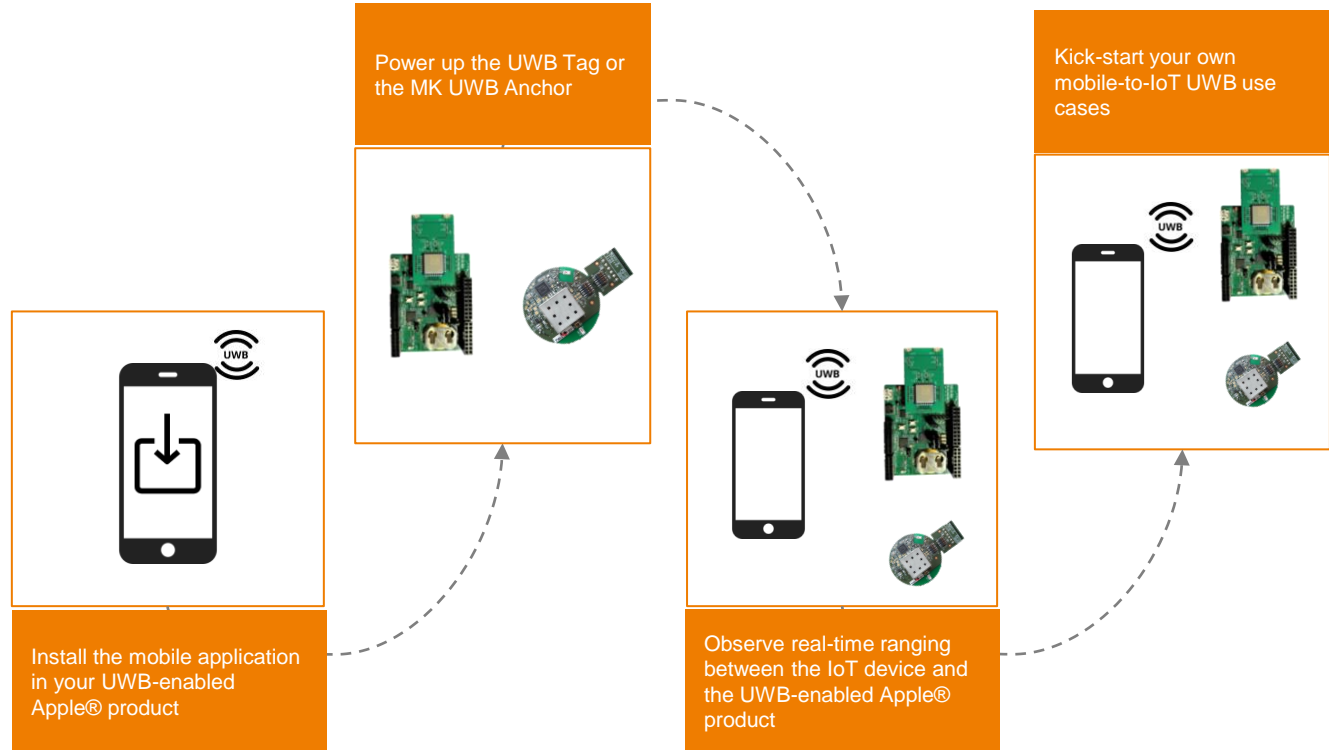 Install the mobile application
in your UWB-enabled
Apple® product
UWB
Power up the UWB Tag or
the MK UWB Anchor
Observe real-time ranging
between the IoT device and
the UWB-enabled Apple®
product
UWB
Kick-start your own
mobile-to-IoT UWB use
cases
UWB